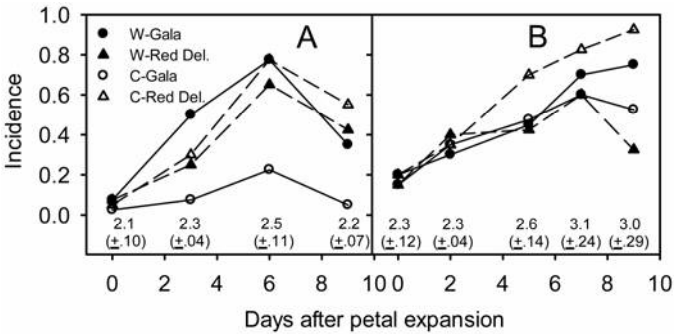 1.0
0.8
0.6
0.4
0.2
0.0
Incidence
W-Gala
W-Red Del.
C-Gala
C-Red Del.
A
B
2.1 2.3 2.5 2.2 2.3 2.3 2.6 3.1 3.0
(±.10) (±.04) (±.11) (±.07) (±.12) (±.04) (±.14) (±.24) (±.29)
0 2 4 6 8 10 0 2 4 6 8 10
Days after petal expansion